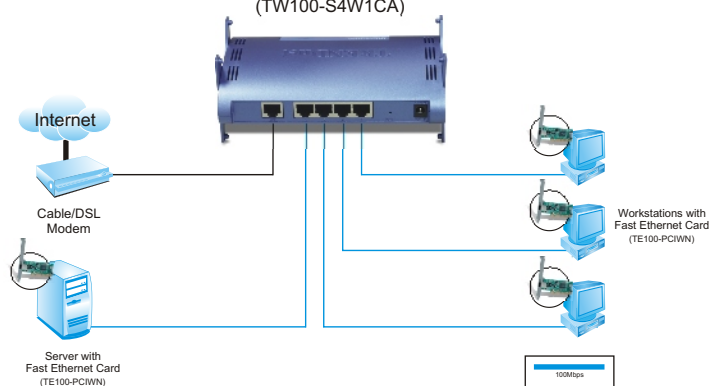 (TW100-S4W1CA)
Internet
Cable/DSL
Modem
Workstations with
Fast Ethernet Card
(TE100-PCIWN)
Server with
Fast Ethernet Card
(TE100-PCIWN)
100Mbps